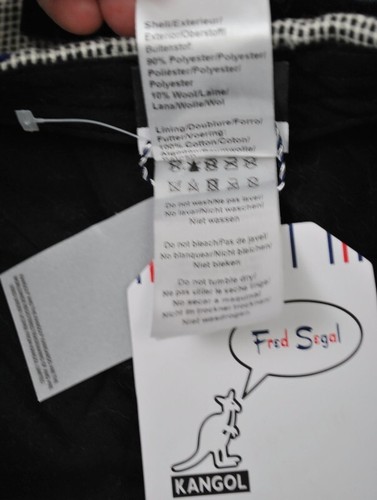 Shell/Exterieur/
Exterior/Oberstoff/
Buitenstof:
90% Polyester/Polyester/
Poliéster/Polyester/
Polyester
10% Wool/Laine/
Lana/Wolle/Wol
Lining/Doublure/Forro/
Futter/voering:
100% Cotton/Coton/
Do not wash/Ne pas laver/
No lavar/Nicht waschen/
Niet wassen
Do not bleach/Pas de javel/
No blanquear/Nicht bleichen/
Niet bleken
Do not tumble dry/
Ne pas utiliser le seche linge/
No secar a maquina/
Nicht im trockner trocknen/
Niet wasdrogen
Fred Segal
KANGOL